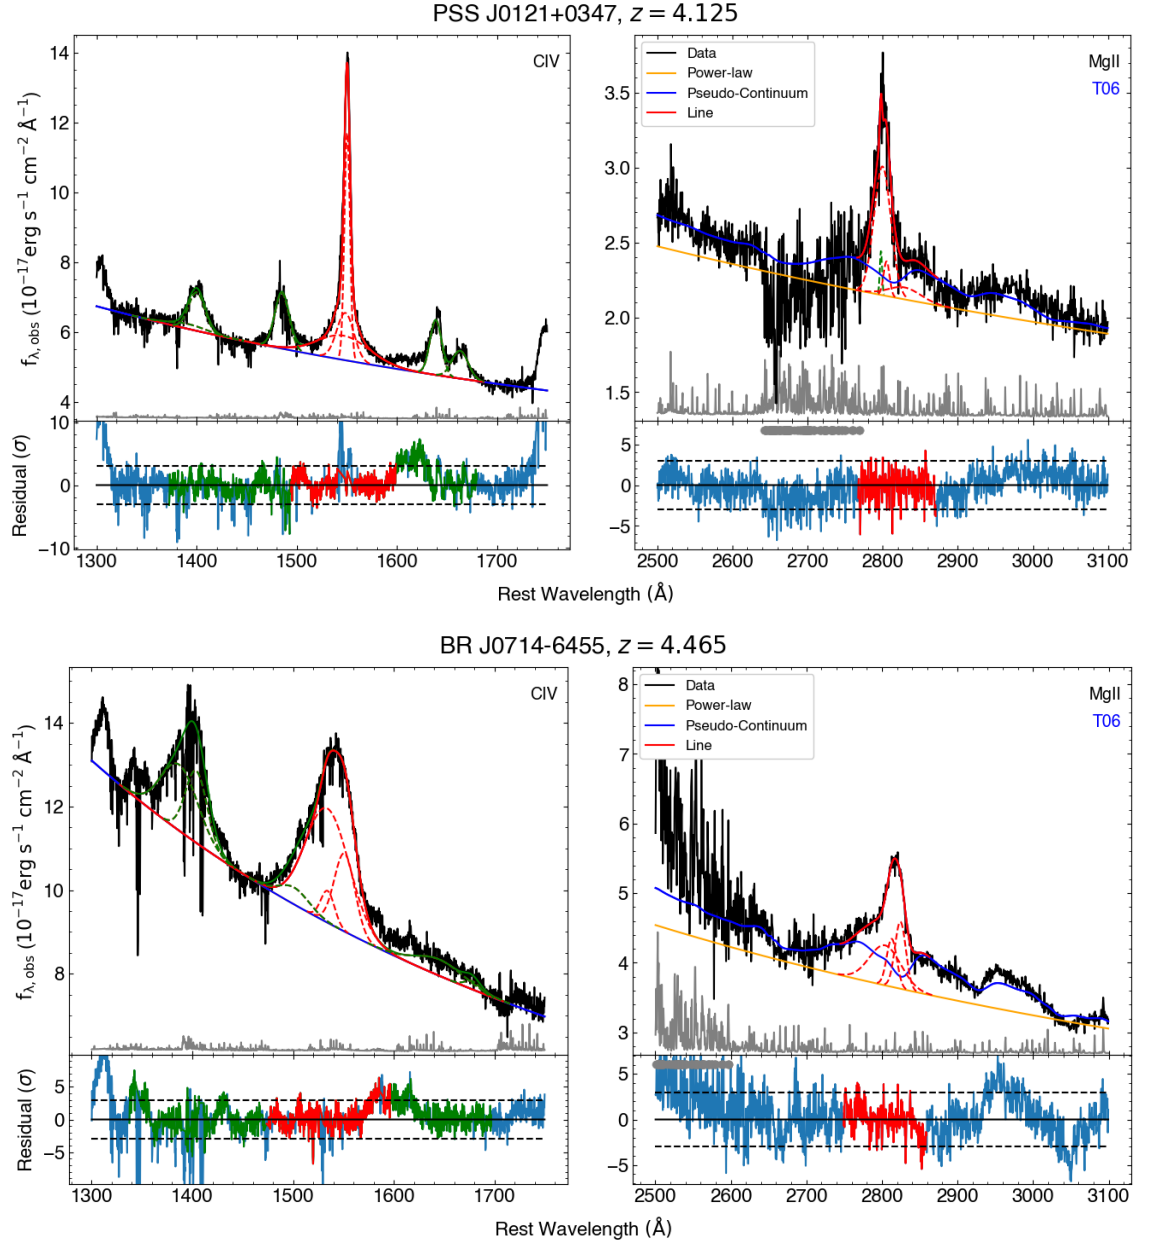 PSS J0121+0347, z = 4.125
CIV
14
12
10
8
6
4
f_λ, obs (10⁻¹⁷erg s⁻¹ cm⁻² Å⁻¹)
10
0
−10
Residual (σ)
1300 1400 1500 1600 1700
Data
Power-law
Pseudo-Continuum
Line
MgII
T06
3.5
3.0
2.5
2.0
1.5
5
0
−5
2500 2600 2700 2800 2900 3000 3100
Rest Wavelength (Å)
BR J0714-6455, z = 4.465
CIV
14
12
10
8
f_λ, obs (10⁻¹⁷erg s⁻¹ cm⁻² Å⁻¹)
5
0
−5
Residual (σ)
1300 1400 1500 1600 1700
Data
Power-law
Pseudo-Continuum
Line
MgII
T06
8
7
6
5
4
3
5
0
−5
2500 2600 2700 2800 2900 3000 3100
Rest Wavelength (Å)